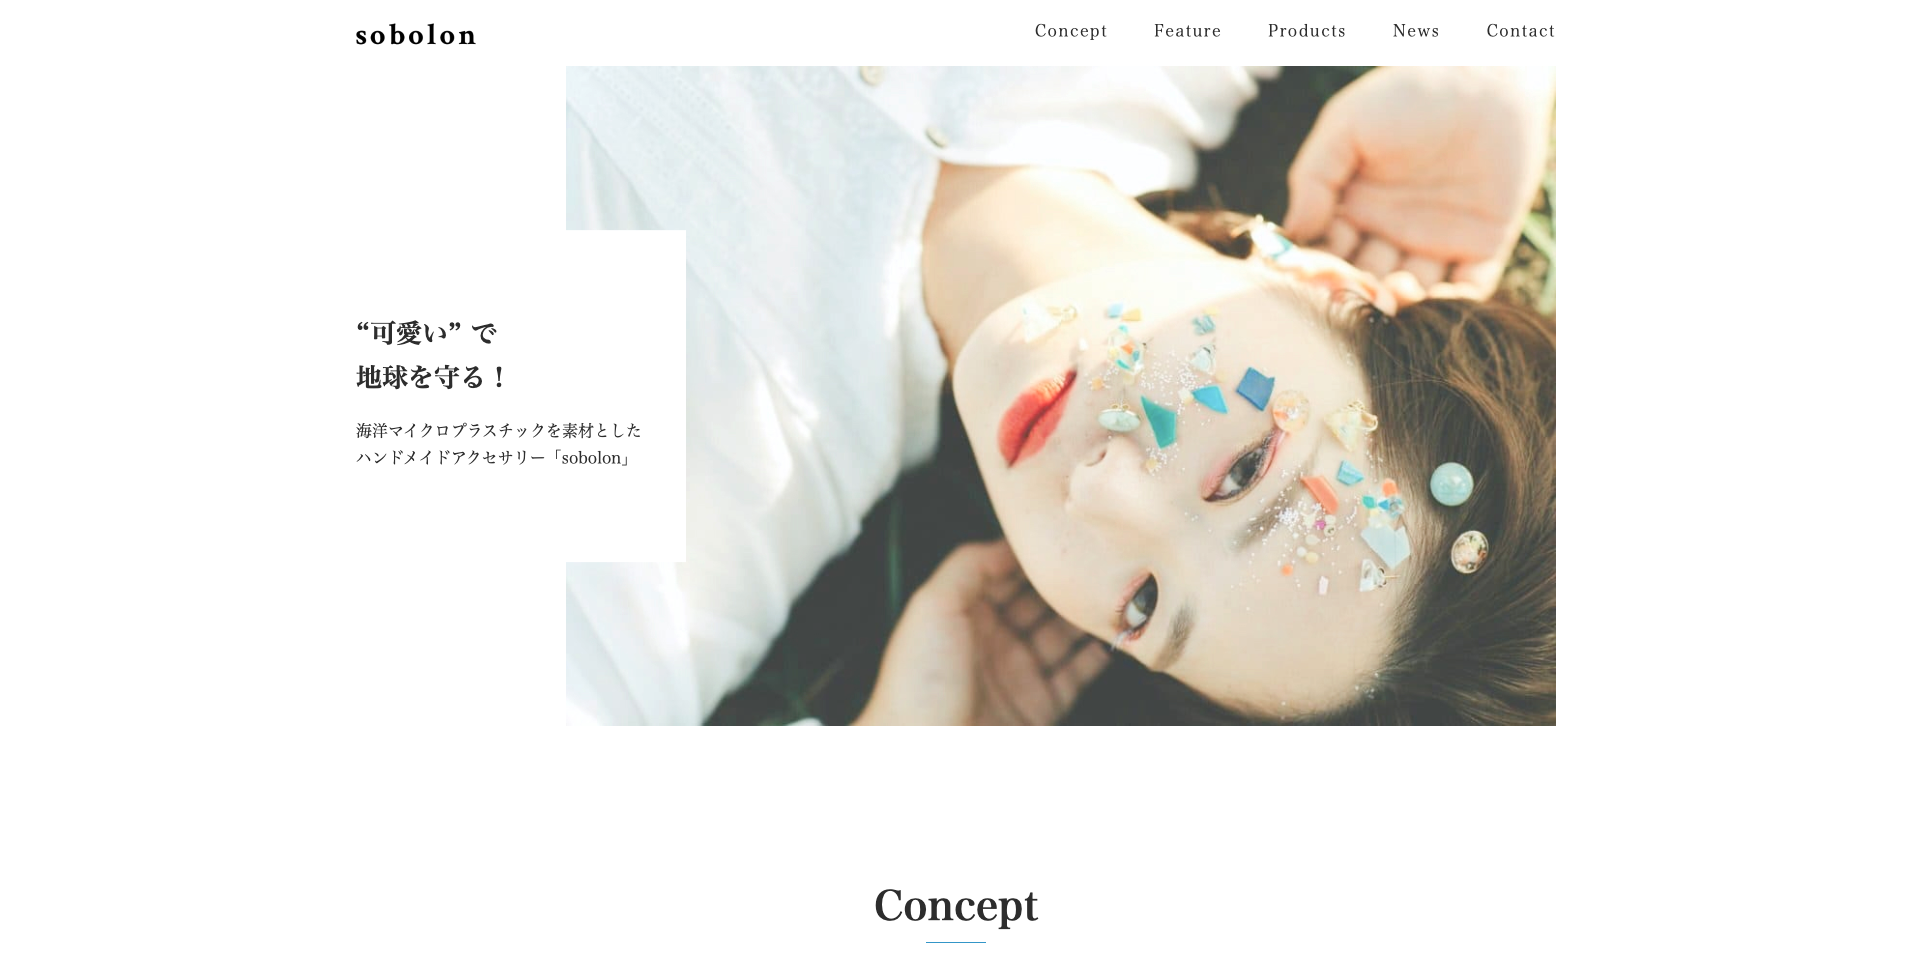 sobolon
Concept Feature Products News Contact
“可愛い” で
地球を守る！
海洋マイクロプラスチックを素材とした
ハンドメイドアクセサリー「sobolon」
Concept